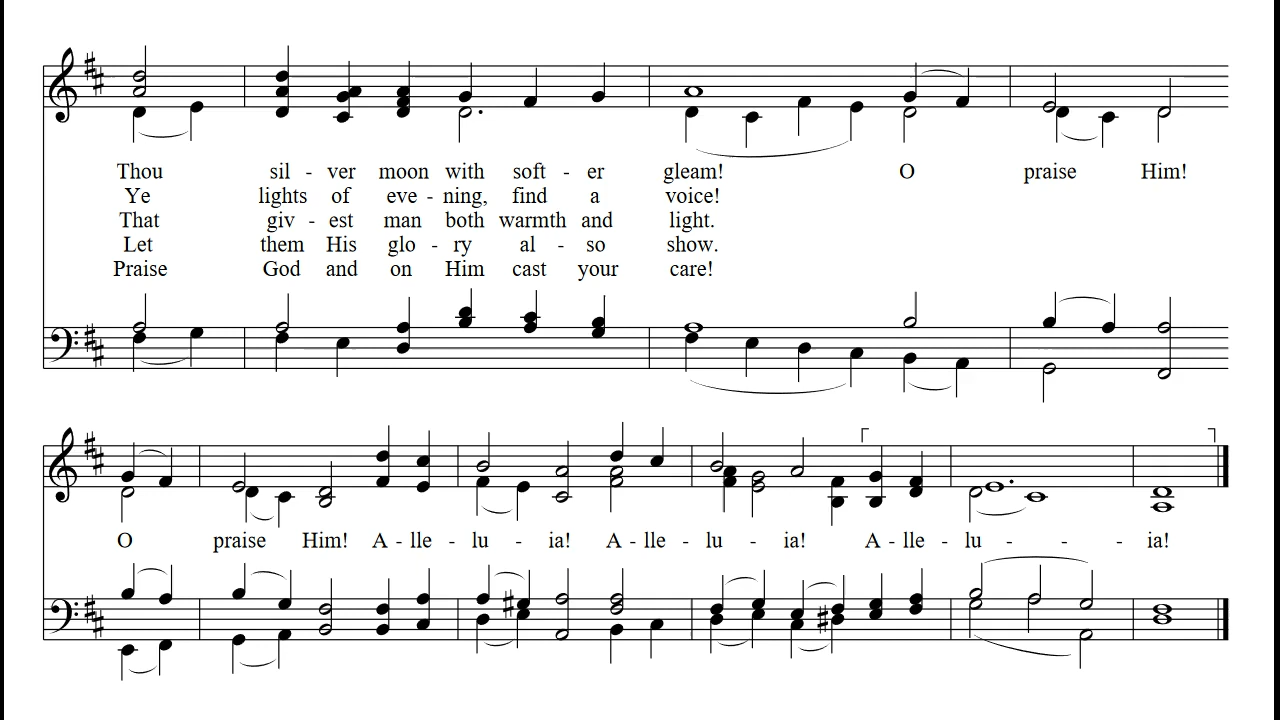 Thou sil - ver moon with soft - er gleam! O praise Him!
Ye lights of eve - ning, find a voice!
That giv - est man both warmth and light.
Let them His glo - ry al - so show.
Praise God and on Him cast your care!
O praise Him! A - lle - lu - ia! A - lle - lu - ia! A - lle - lu - - - ia!